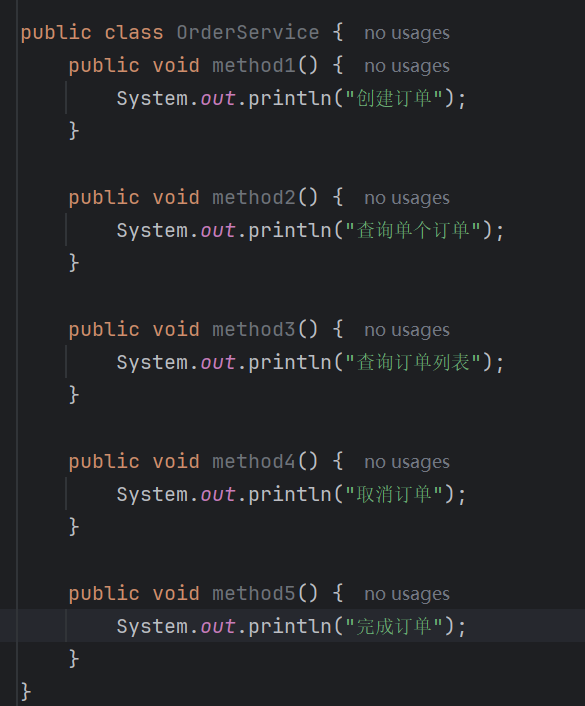 public class OrderService { no usages
public void method1() { no usages
System.out.println("创建订单");
}
public void method2() { no usages
System.out.println("查询单个订单");
}
public void method3() { no usages
System.out.println("查询订单列表");
}
public void method4() { no usages
System.out.println("取消订单");
}
public void method5() { no usages
System.out.println("完成订单");
}
}